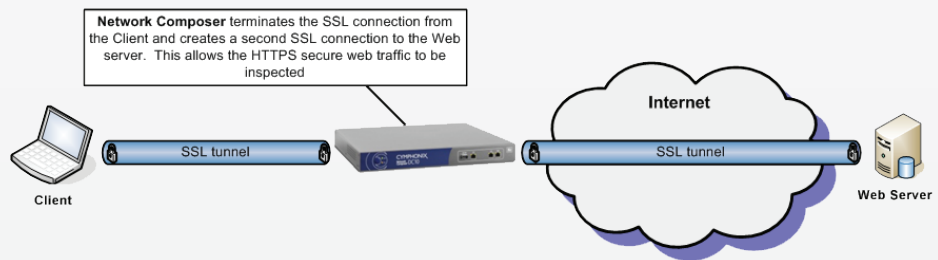 Network Composer terminates the SSL connection from
the Client and creates a second SSL connection to the Web
server. This allows the HTTPS secure web traffic to be
inspected
Internet
SSL tunnel
CYMPHONIX
SSL tunnel
Client
Web Server